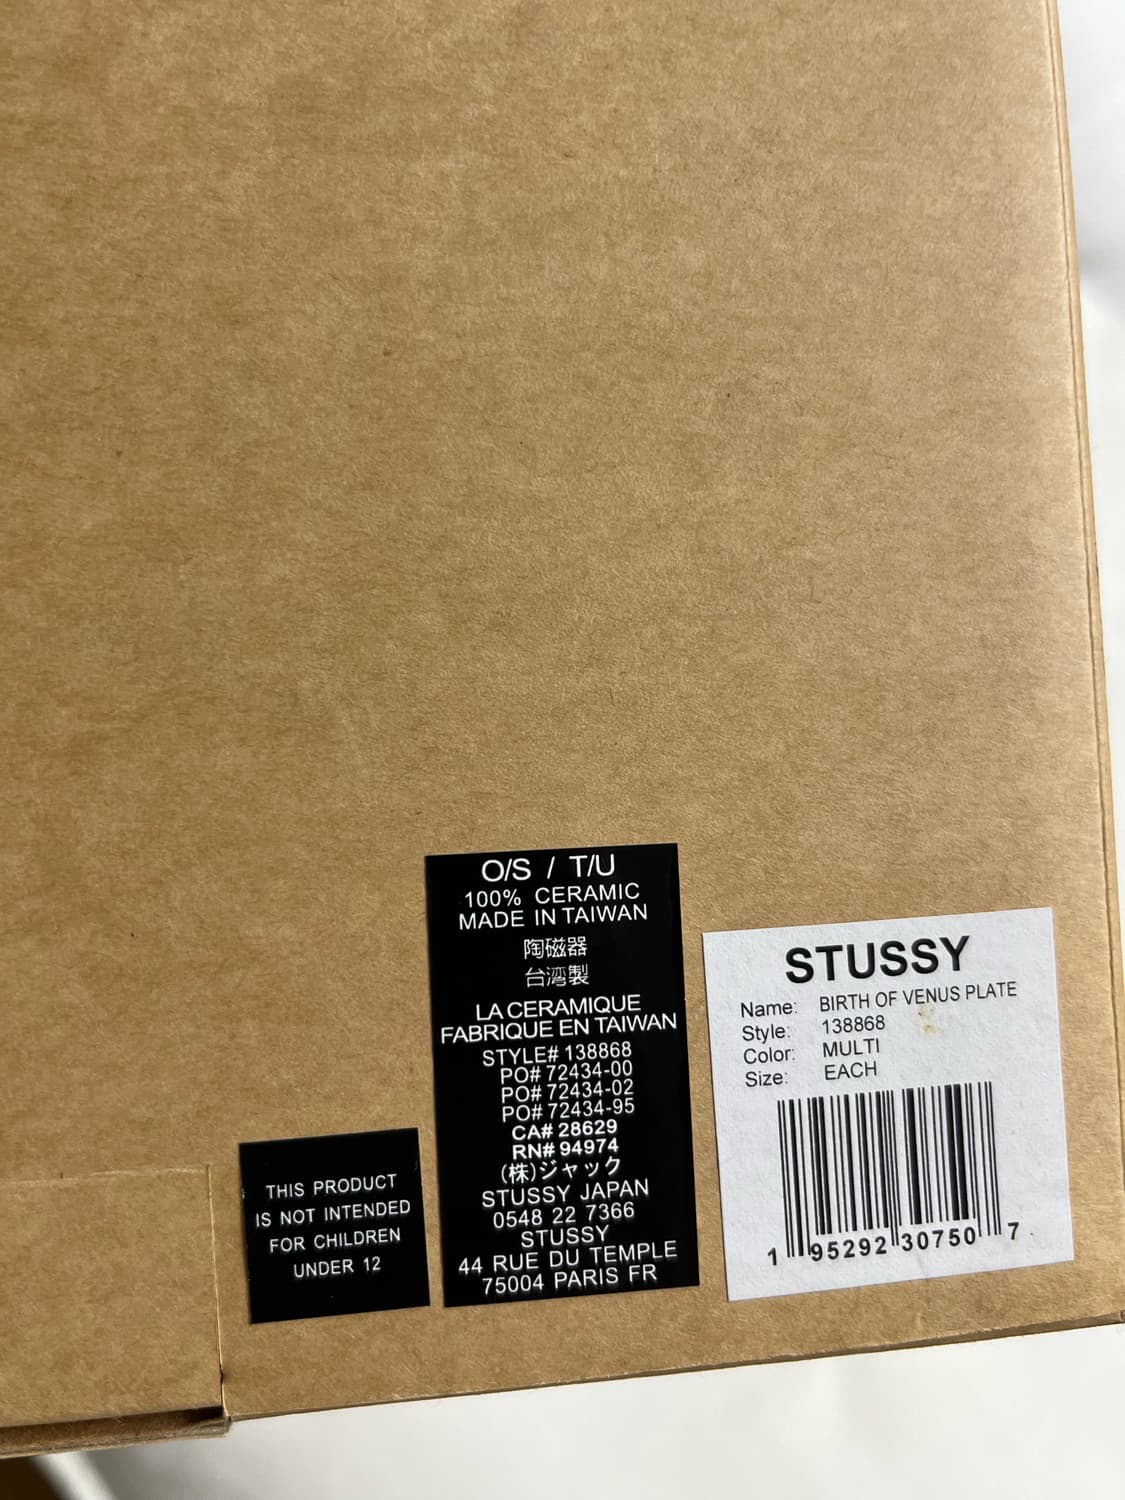 O/S / T/U
100% CERAMIC
MADE IN TAIWAN
陶磁器
台湾製
LA CERAMIQUE
FABRIQUE EN TAIWAN
STYLE# 138868
PO# 72434-00
PO# 72434-02
PO# 72434-95
CA# 28629
RN# 94974
(株)ジャック
STUSSY JAPAN
0548 22 7366
STUSSY
44 RUE DU TEMPLE
75004 PARIS FR
STUSSY
Name: BIRTH OF VENUS PLATE
Style: 138868
Color: MULTI
Size: EACH
1 95292 30750 7
THIS PRODUCT
IS NOT INTENDED
FOR CHILDREN
UNDER 12